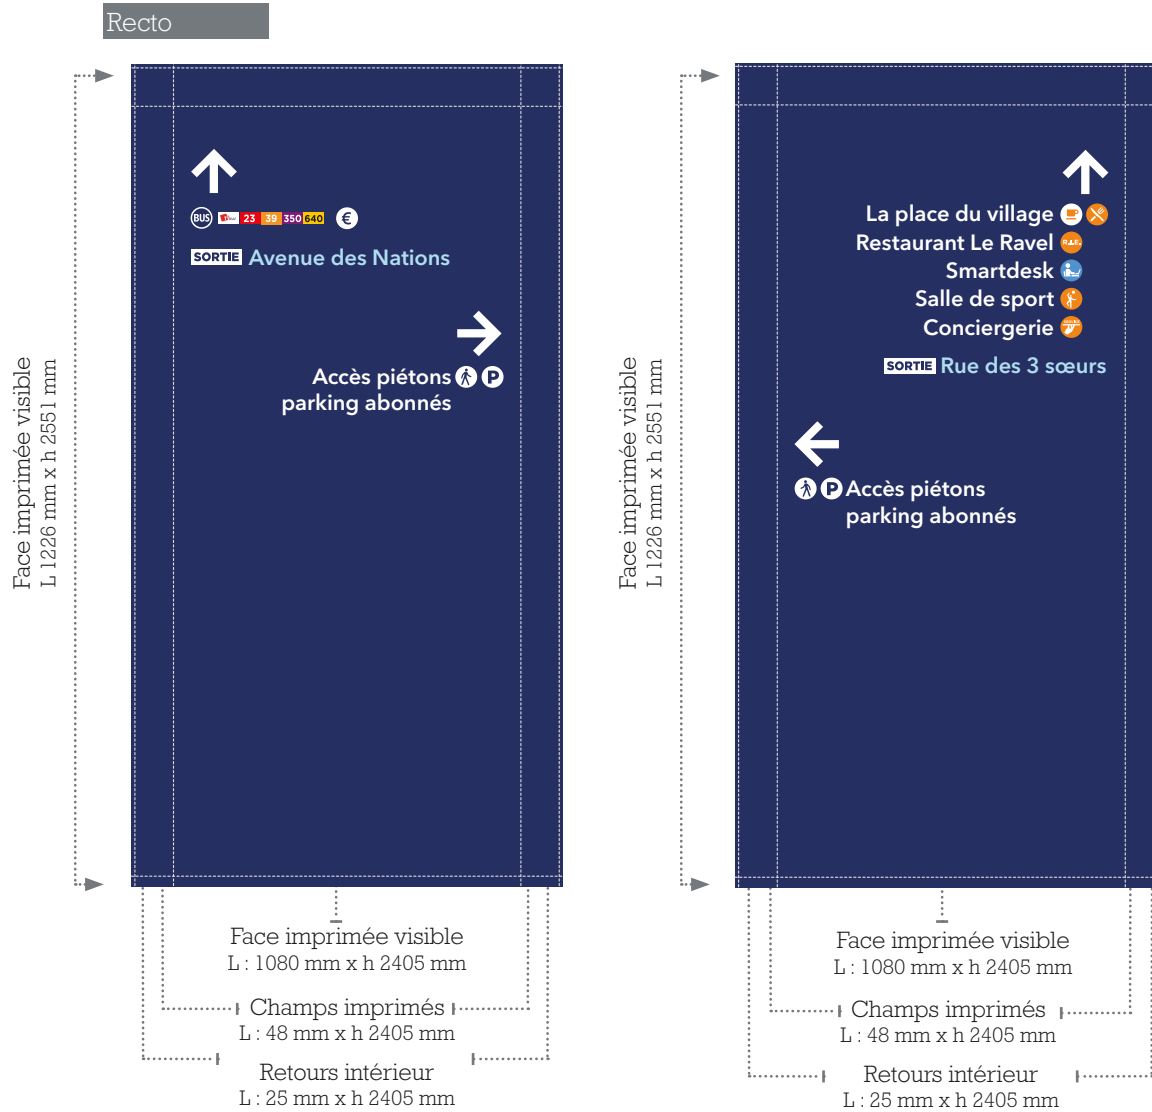 Recto
Face imprimée visible
L 1226 mm x h 2551 mm
BUS 23 39 350 640 €
SORTIE Avenue des Nations
Accès piétons P
parking abonnés
Face imprimée visible
L : 1080 mm x h 2405 mm
Champs imprimés
L : 48 mm x h 2405 mm
Retours intérieur
L : 25 mm x h 2405 mm
Face imprimée visible
L 1226 mm x h 2551 mm
La place du village
Restaurant Le Ravel R.I.E.
Smartdesk
Salle de sport
Conciergerie
SORTIE Rue des 3 sœurs
P Accès piétons
parking abonnés
Face imprimée visible
L : 1080 mm x h 2405 mm
Champs imprimés
L : 48 mm x h 2405 mm
Retours intérieur
L : 25 mm x h 2405 mm